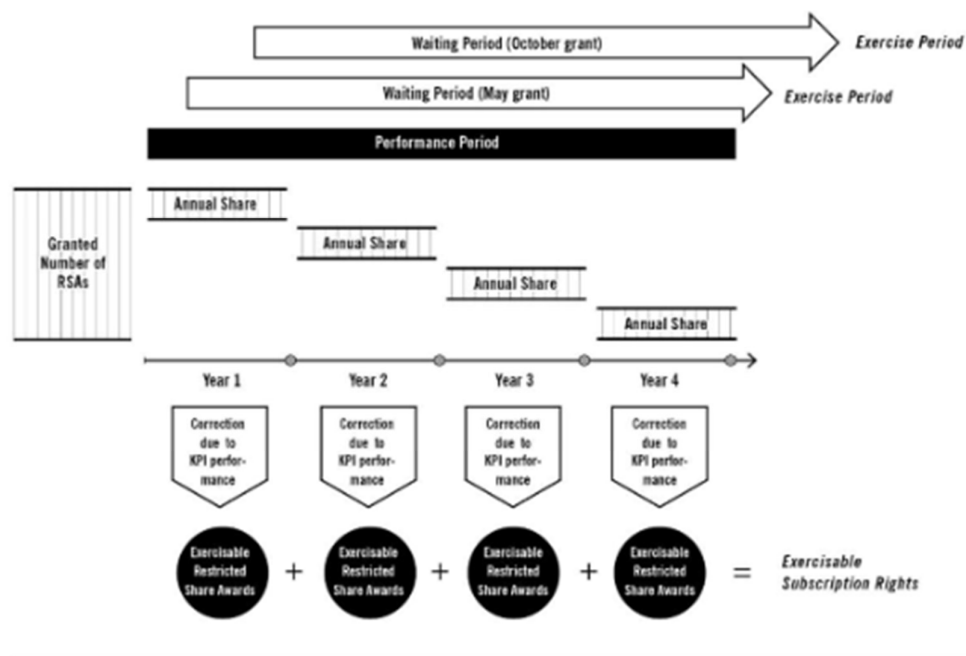 Waiting Period (October grant)
Exercise Period
Waiting Period (May grant)
Exercise Period
Performance Period
Granted
Number of
RSAs
Annual Share
Annual Share
Annual Share
Annual Share
Year 1
Year 2
Year 3
Year 4
Correction
due to
KPI perfor-
mance
Correction
due to
KPI perfor-
mance
Correction
due to
KPI perfor-
mance
Correction
due to
KPI perfor-
mance
Exercisable
Restricted
Share Awards
+
Exercisable
Restricted
Share Awards
+
Exercisable
Restricted
Share Awards
+
Exercisable
Restricted
Share Awards
=
Exercisable
Subscription Rights